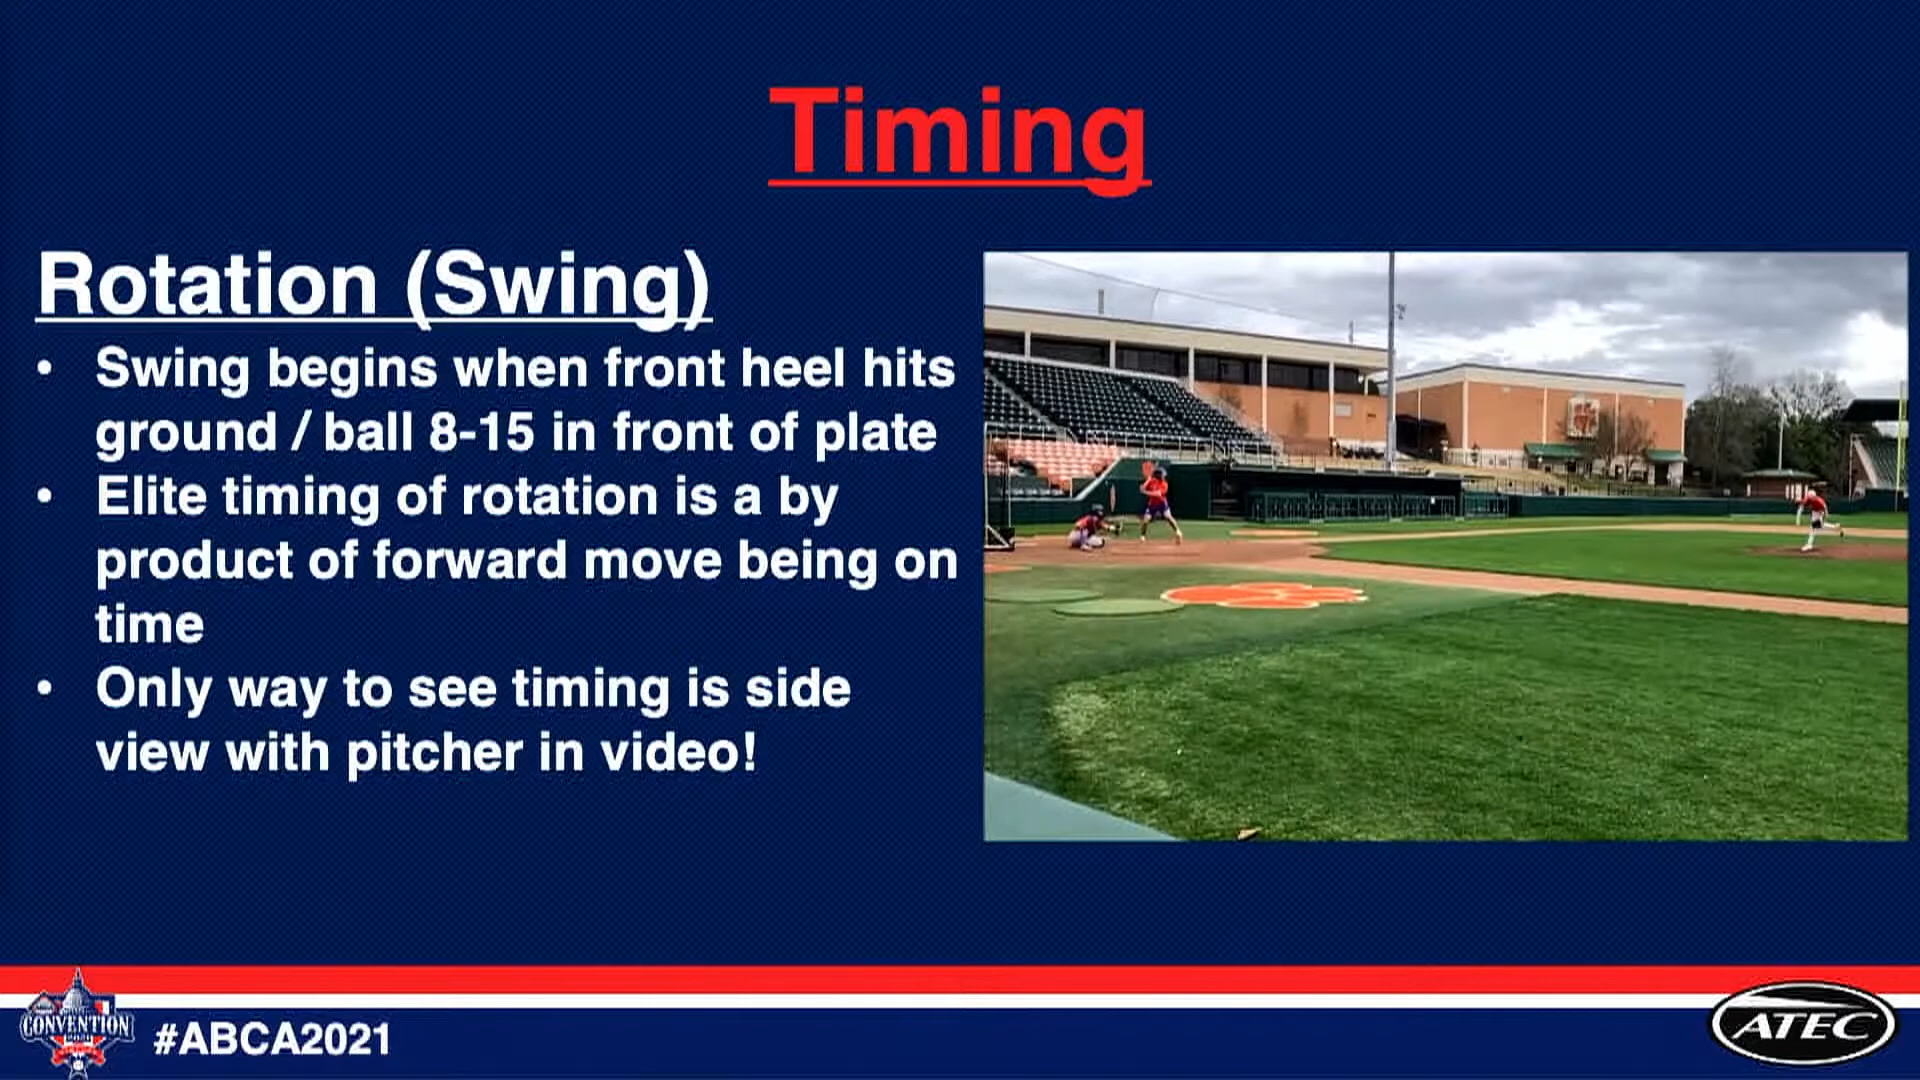 Timing
Rotation (Swing)
• Swing begins when front heel hits
ground / ball 8-15 in front of plate
• Elite timing of rotation is a by
product of forward move being on
time
• Only way to see timing is side
view with pitcher in video!
CONVENTION
#ABCA2021
ATEC